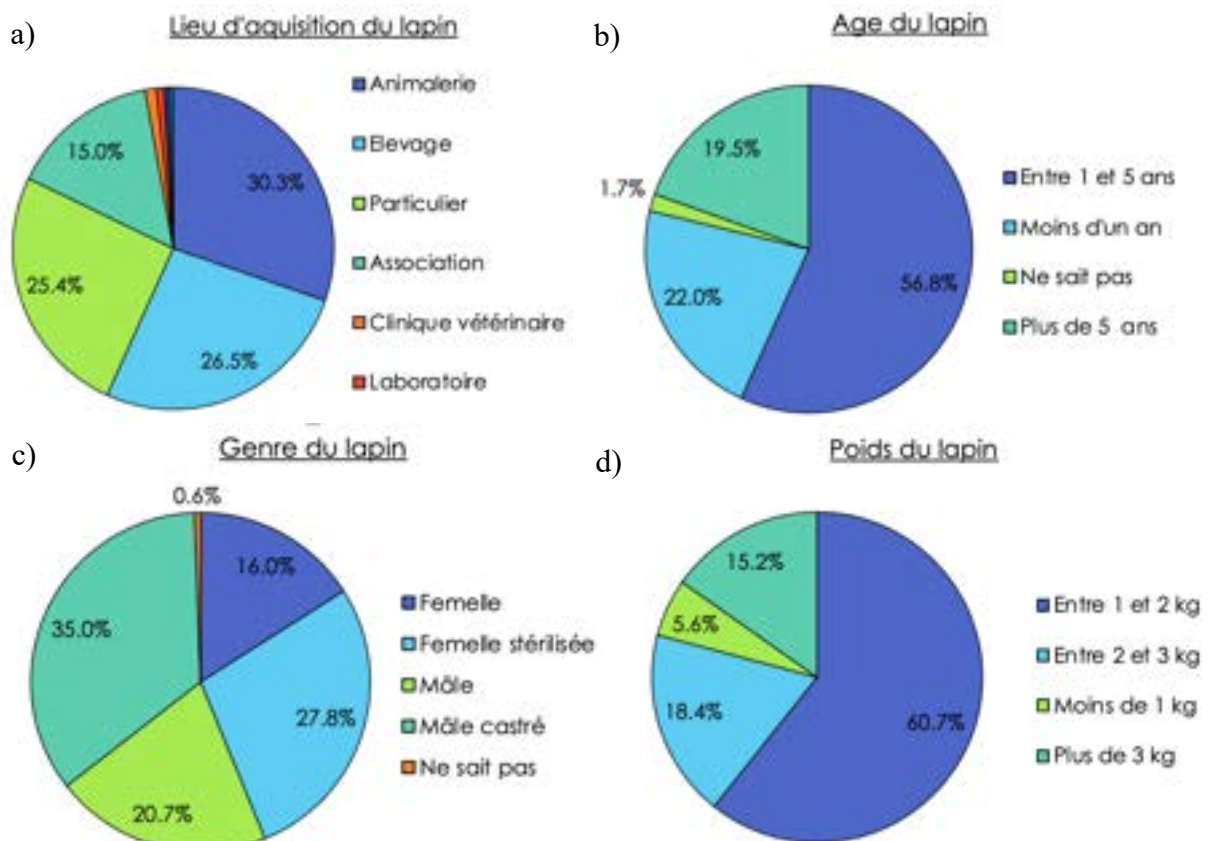 a)
Lieu d'aquisition du lapin
30.3%
26.5%
25.4%
15.0%
Animalerie
Elevage
Particulier
Association
Clinique vétérinaire
Laboratoire
b)
Age du lapin
56.8%
22.0%
1.7%
19.5%
Entre 1 et 5 ans
Moins d'un an
Ne sait pas
Plus de 5 ans
c)
Genre du lapin
0.6%
16.0%
27.8%
20.7%
35.0%
Femelle
Femelle stérilisée
Mâle
Mâle castré
Ne sait pas
d)
Poids du lapin
60.7%
18.4%
5.6%
15.2%
Entre 1 et 2 kg
Entre 2 et 3 kg
Moins de 1 kg
Plus de 3 kg